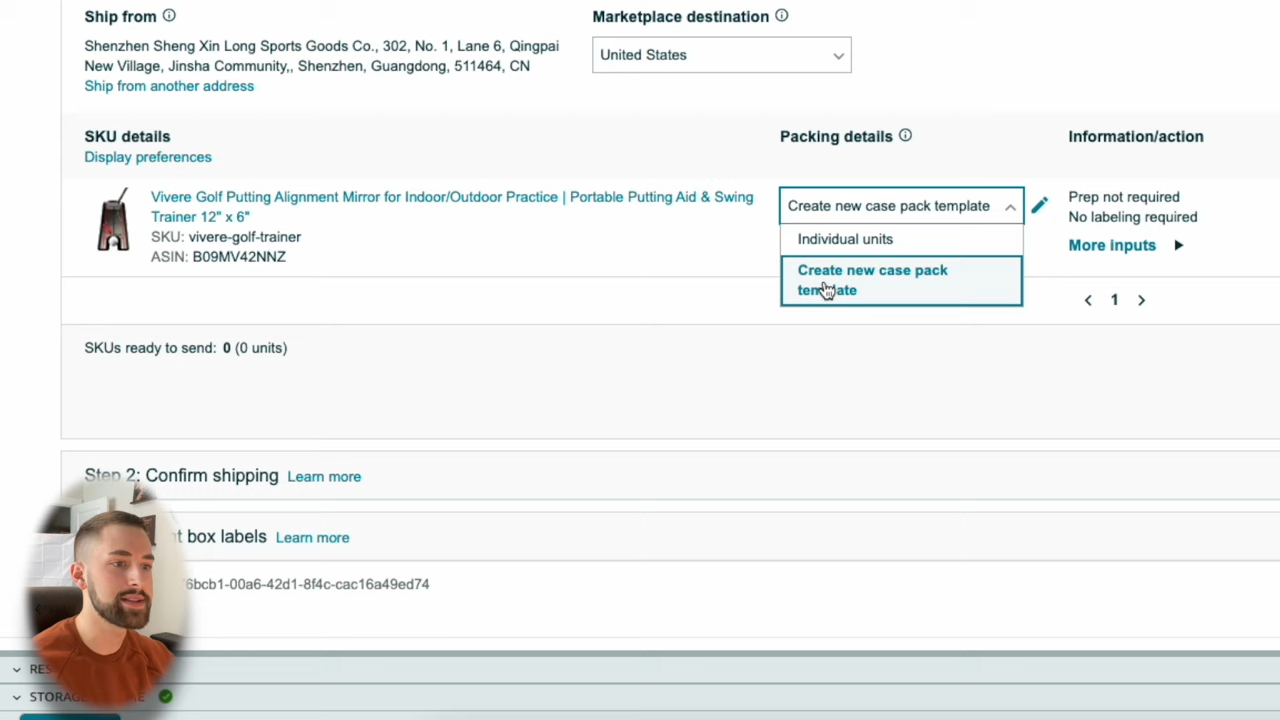 Ship from
Marketplace destination
Shenzhen Sheng Xin Long Sports Goods Co., 302, No. 1, Lane 6, Qingpai
New Village, Jinsha Community,, Shenzhen, Guangdong, 511464, CN
Ship from another address
United States
SKU details
Display preferences
Packing details
Information/action
Vivere Golf Putting Alignment Mirror for Indoor/Outdoor Practice | Portable Putting Aid & Swing
Trainer 12" x 6"
SKU: vivere-golf-trainer
ASIN: B09MV42NNZ
Create new case pack template
Individual units
Create new case pack
template
Prep not required
No labeling required
More inputs
1
SKUs ready to send: 0 (0 units)
Step 2: Confirm shipping Learn more
box labels Learn more
6bcb1-00a6-42d1-8f4c-cac16a49ed74